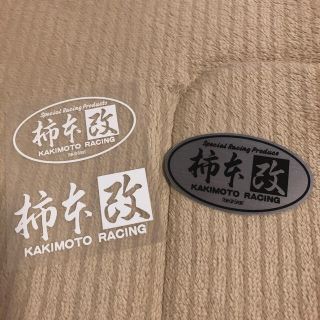 Special Racing Products
柿本改
KAKIMOTO RACING
柿本改
KAKIMOTO RACING
Special Racing Products
柿本改
KAKIMOTO RACING